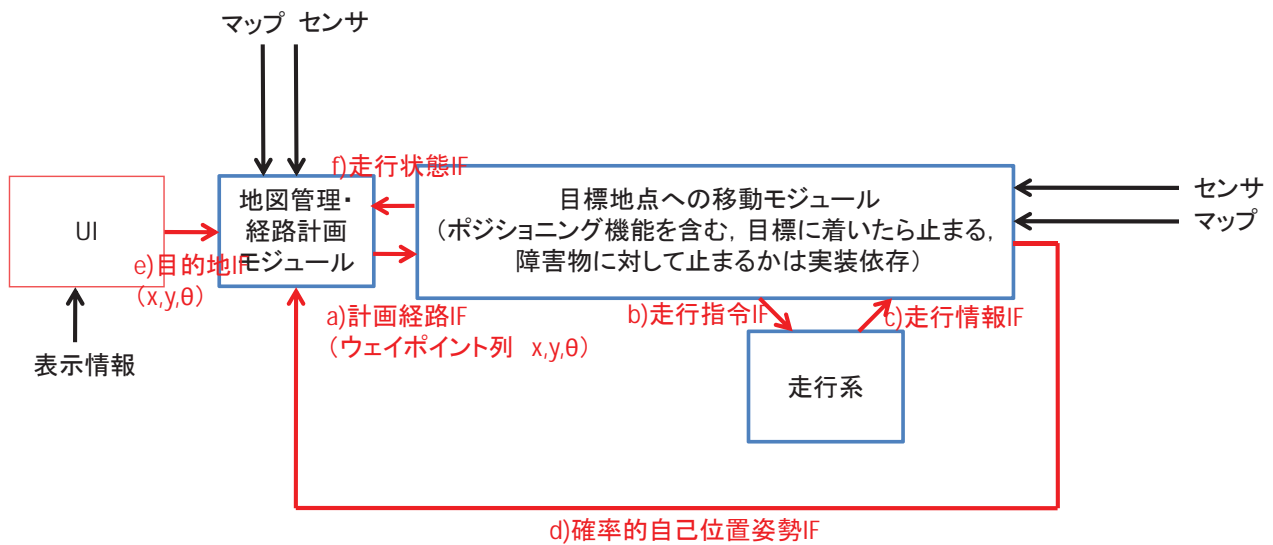 マップ センサ
f)走行状態IF
UI
地図管理・
経路計画
モジュール
目標地点への移動モジュール
(ポジショニング機能を含む, 目標に着いたら止まる,
障害物に対して止まるかは実装依存)
センサ
マップ
e)目的地IF
(x,y,θ)
a)計画経路IF
(ウェイポイント列 x,y,θ)
b)走行指令IF
c)走行情報IF
表示情報
走行系
d)確率的自己位置姿勢IF